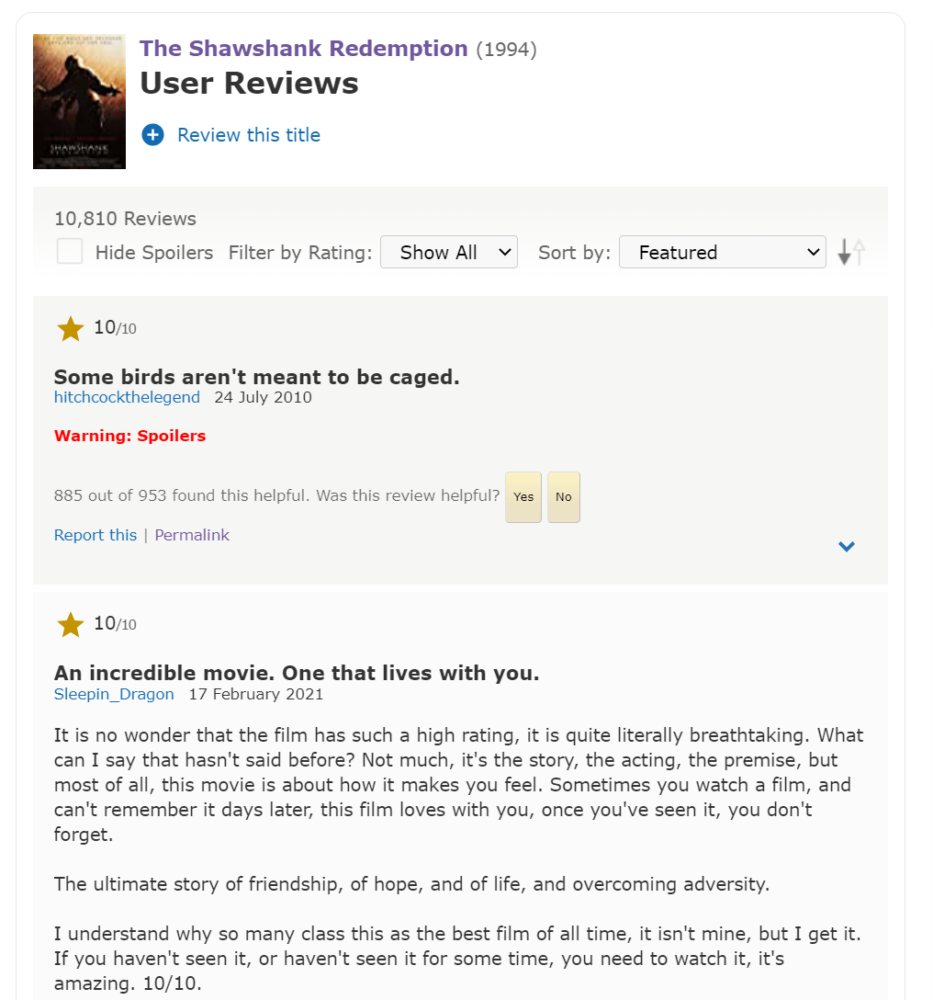 The Shawshank Redemption (1994)
User Reviews
Review this title
SHAWSHANK
REDEMPTION
10,810 Reviews
Hide Spoilers Filter by Rating: Show All Sort by: Featured
10/10
Some birds aren't meant to be caged.
hitchcockthelegend 24 July 2010
Warning: Spoilers
885 out of 953 found this helpful. Was this review helpful? Yes No
Report this | Permalink
10/10
An incredible movie. One that lives with you.
Sleepin_Dragon 17 February 2021
It is no wonder that the film has such a high rating, it is quite literally breathtaking. What
can I say that hasn't said before? Not much, it's the story, the acting, the premise, but
most of all, this movie is about how it makes you feel. Sometimes you watch a film, and
can't remember it days later, this film loves with you, once you've seen it, you don't
forget.
The ultimate story of friendship, of hope, and of life, and overcoming adversity.
I understand why so many class this as the best film of all time, it isn't mine, but I get it.
If you haven't seen it, or haven't seen it for some time, you need to watch it, it's
amazing. 10/10.